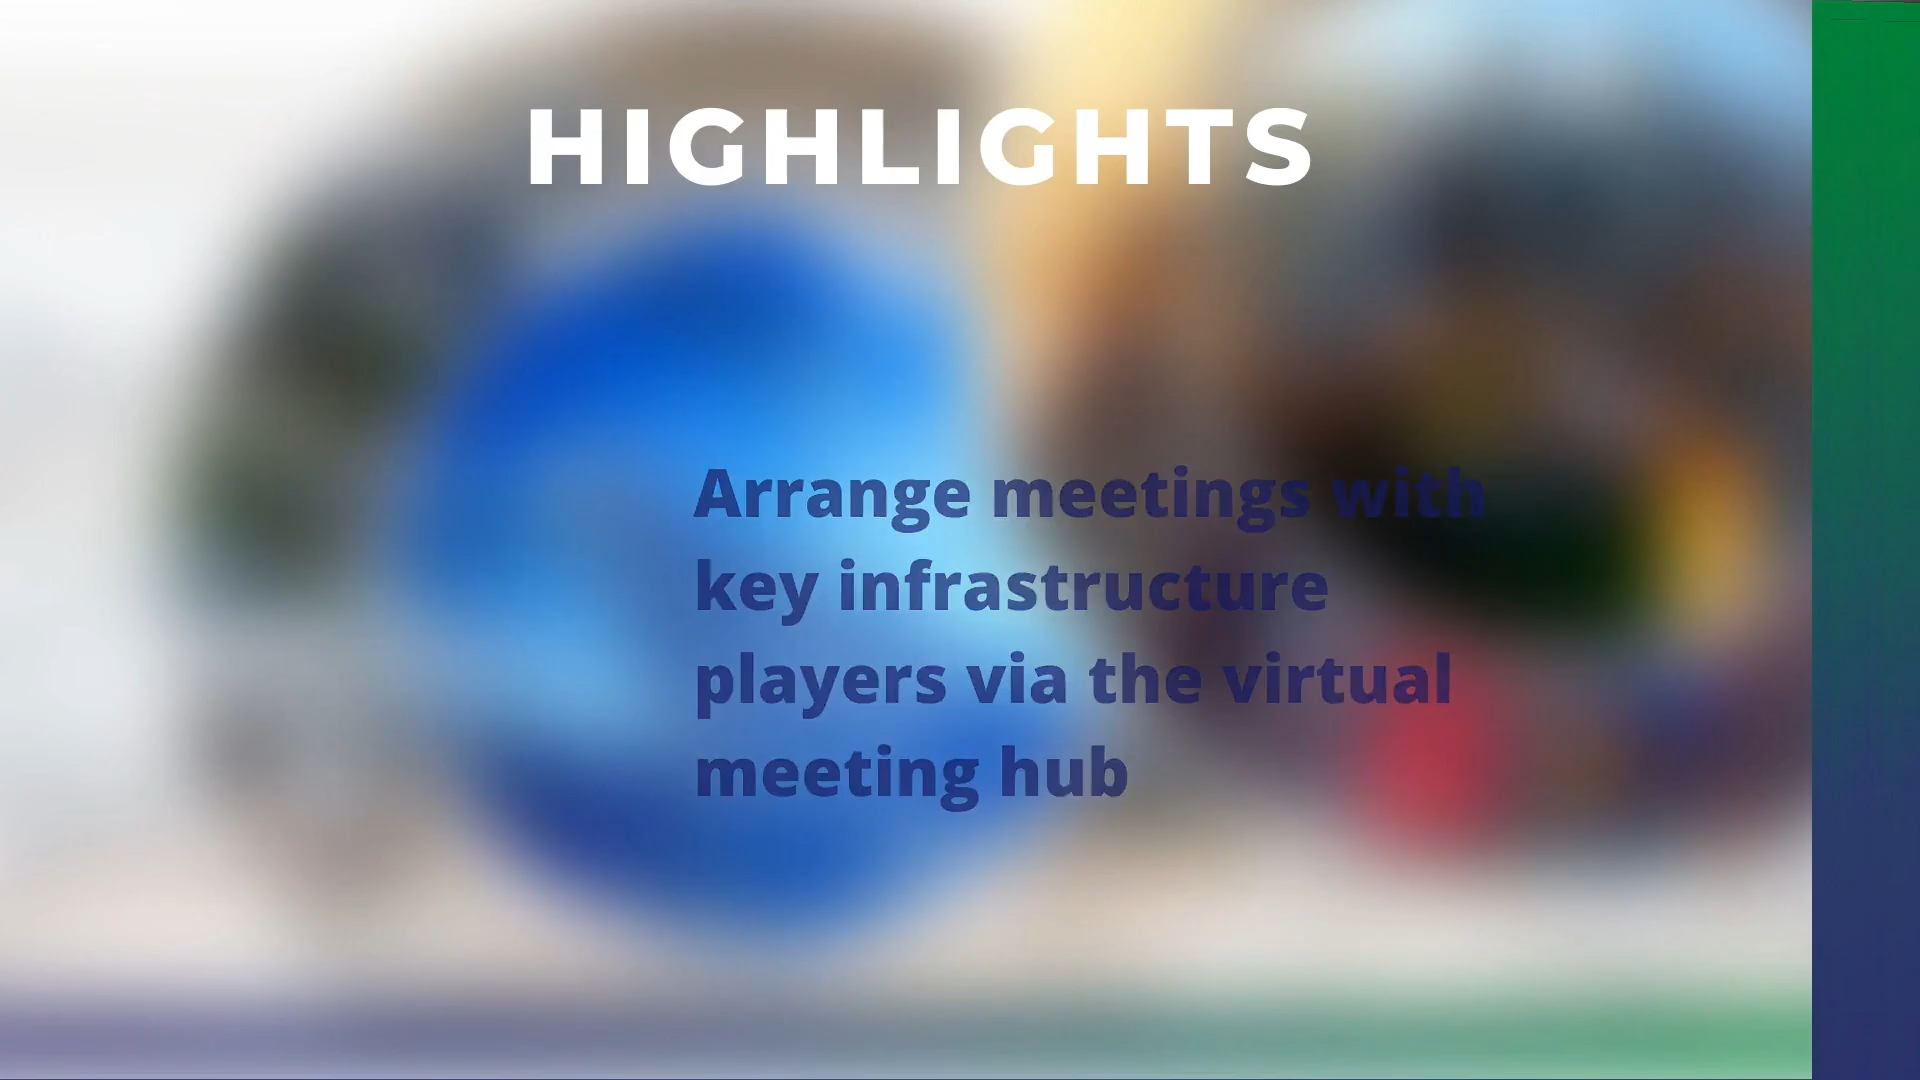 HIGHLIGHTS
Arrange meetings with
key infrastructure
players via the virtual
meeting hub